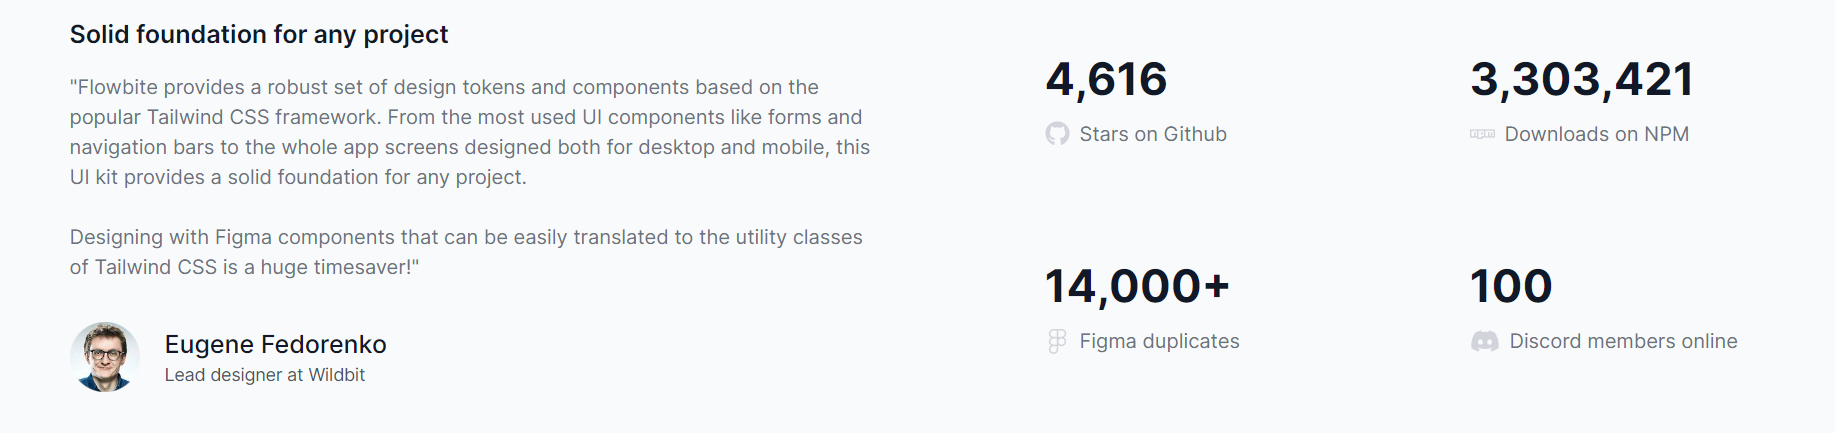 Solid foundation for any project
"Flowbite provides a robust set of design tokens and components based on the
popular Tailwind CSS framework. From the most used UI components like forms and
navigation bars to the whole app screens designed both for desktop and mobile, this
UI kit provides a solid foundation for any project.
Designing with Figma components that can be easily translated to the utility classes
of Tailwind CSS is a huge timesaver!"
Eugene Fedorenko
Lead designer at Wildbit
4,616
Stars on Github
3,303,421
Downloads on NPM
14,000+
Figma duplicates
100
Discord members online